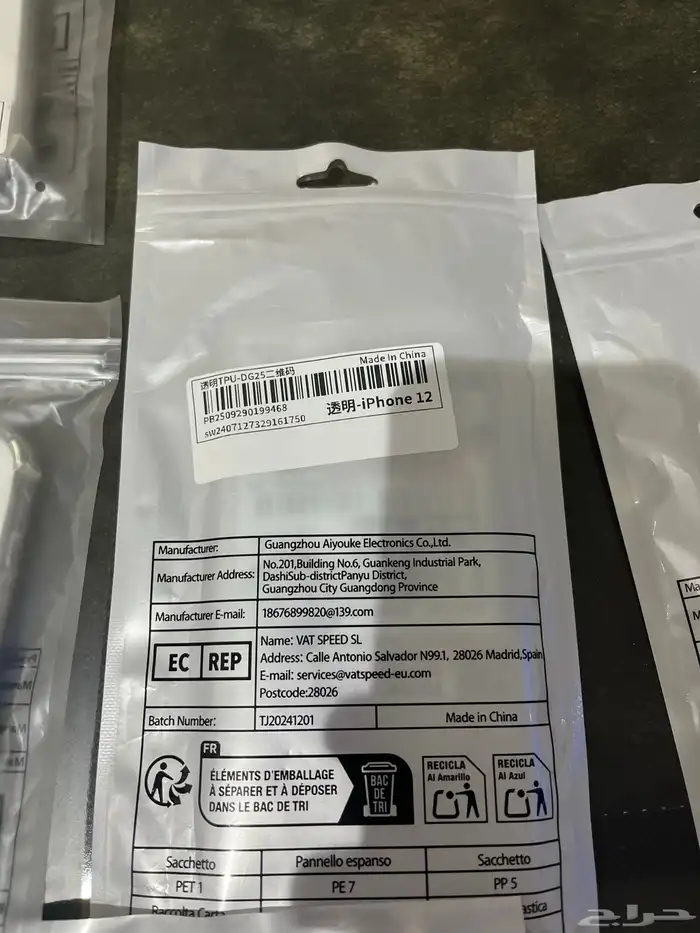 透明TPU-DG25二维码
Made In China
PB2509290199468
sw2407127329161750
透明-iPhone 12
Manufacturer: Guangzhou Aiyouke Electronics Co.,Ltd.
Manufacturer Address: No.201,Building No.6, Guankeng Industrial Park,
DashiSub-districtPanyu District,
Guangzhou City Guangdong Province
Manufacturer E-mail: 18676899820@139.com
EC REP
Name: VAT SPEED SL
Address: Calle Antonio Salvador N99.1, 28026 Madrid,Spain
E-mail: services@vatspeed-eu.com
Postcode:28026
Batch Number: TJ20241201 Made in China
FR
ÉLÉMENTS D'EMBALLAGE
À SÉPARER ET À DÉPOSER
DANS LE BAC DE TRI
BAC
DE
TRI
RECICLA
Al Amarillo
RECICLA
Al Azul
Sacchetto Pannello espanso Sacchetto
PET 1 PE 7 PP 5
Raccolta Carta
حراج